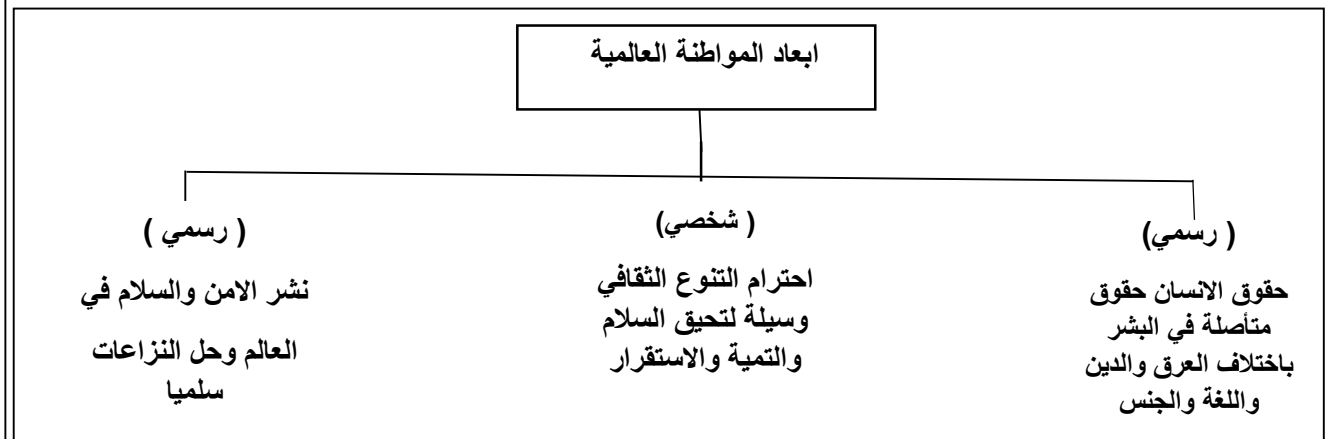 ابعاد المواطنة العالمية
( رسمي)
حقوق الانسان حقوق
متأصلة في البشر
باختلاف العرق والدين
واللغة والجنس
( شخصي)
احترام التنوع الثقافي
وسيلة لتحيق السلام
والتمية والاستقرار
( رسمي )
نشر الامن والسلام في
العالم وحل النزاعات
سلميا